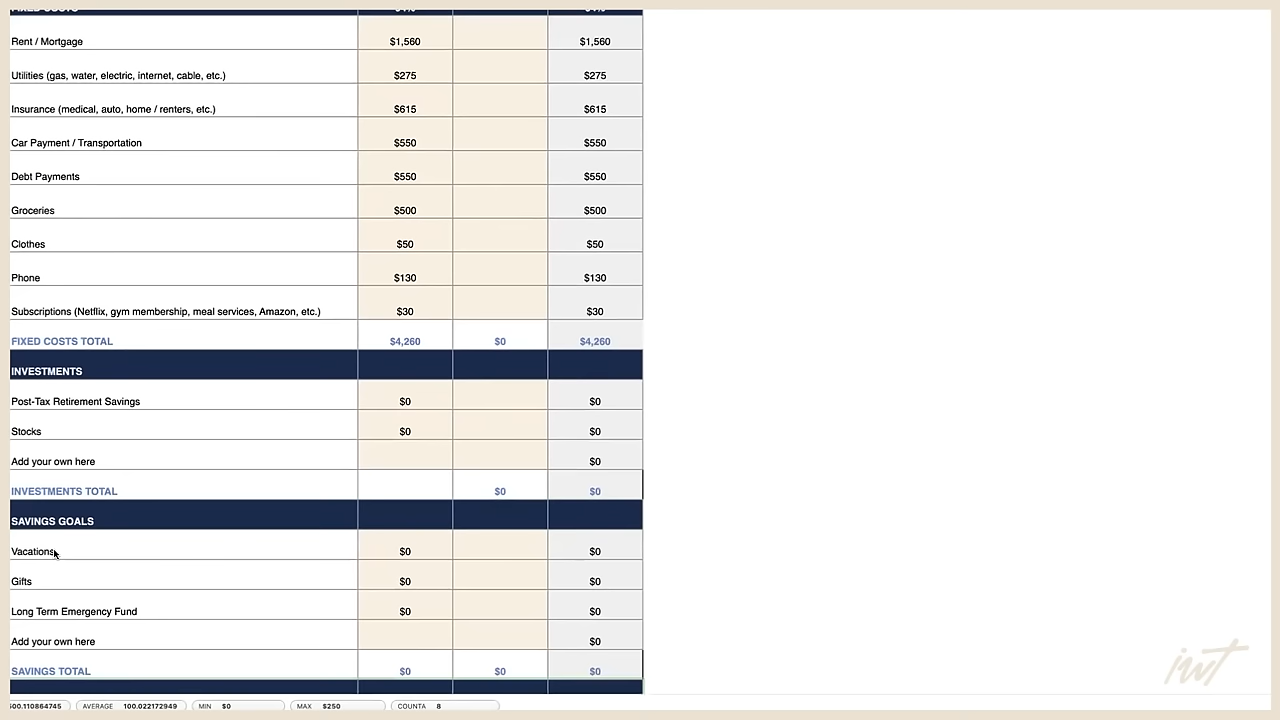 FIXED COSTS
Rent / Mortgage $1,560 $1,560
Utilities (gas, water, electric, internet, cable, etc.) $275 $275
Insurance (medical, auto, home / renters, etc.) $615 $615
Car Payment / Transportation $550 $550
Debt Payments $550 $550
Groceries $500 $500
Clothes $50 $50
Phone $130 $130
Subscriptions (Netflix, gym membership, meal services, Amazon, etc.) $30 $30
FIXED COSTS TOTAL $4,260 $0 $4,260
INVESTMENTS
Post-Tax Retirement Savings $0 $0
Stocks $0 $0
Add your own here $0
INVESTMENTS TOTAL $0 $0
SAVINGS GOALS
Vacations $0 $0
Gifts $0 $0
Long Term Emergency Fund $0 $0
Add your own here $0
SAVINGS TOTAL $0 $0 $0
iwt
00.110864745 AVERAGE 100.022172949 MIN $0 MAX $250 COUNTA 8